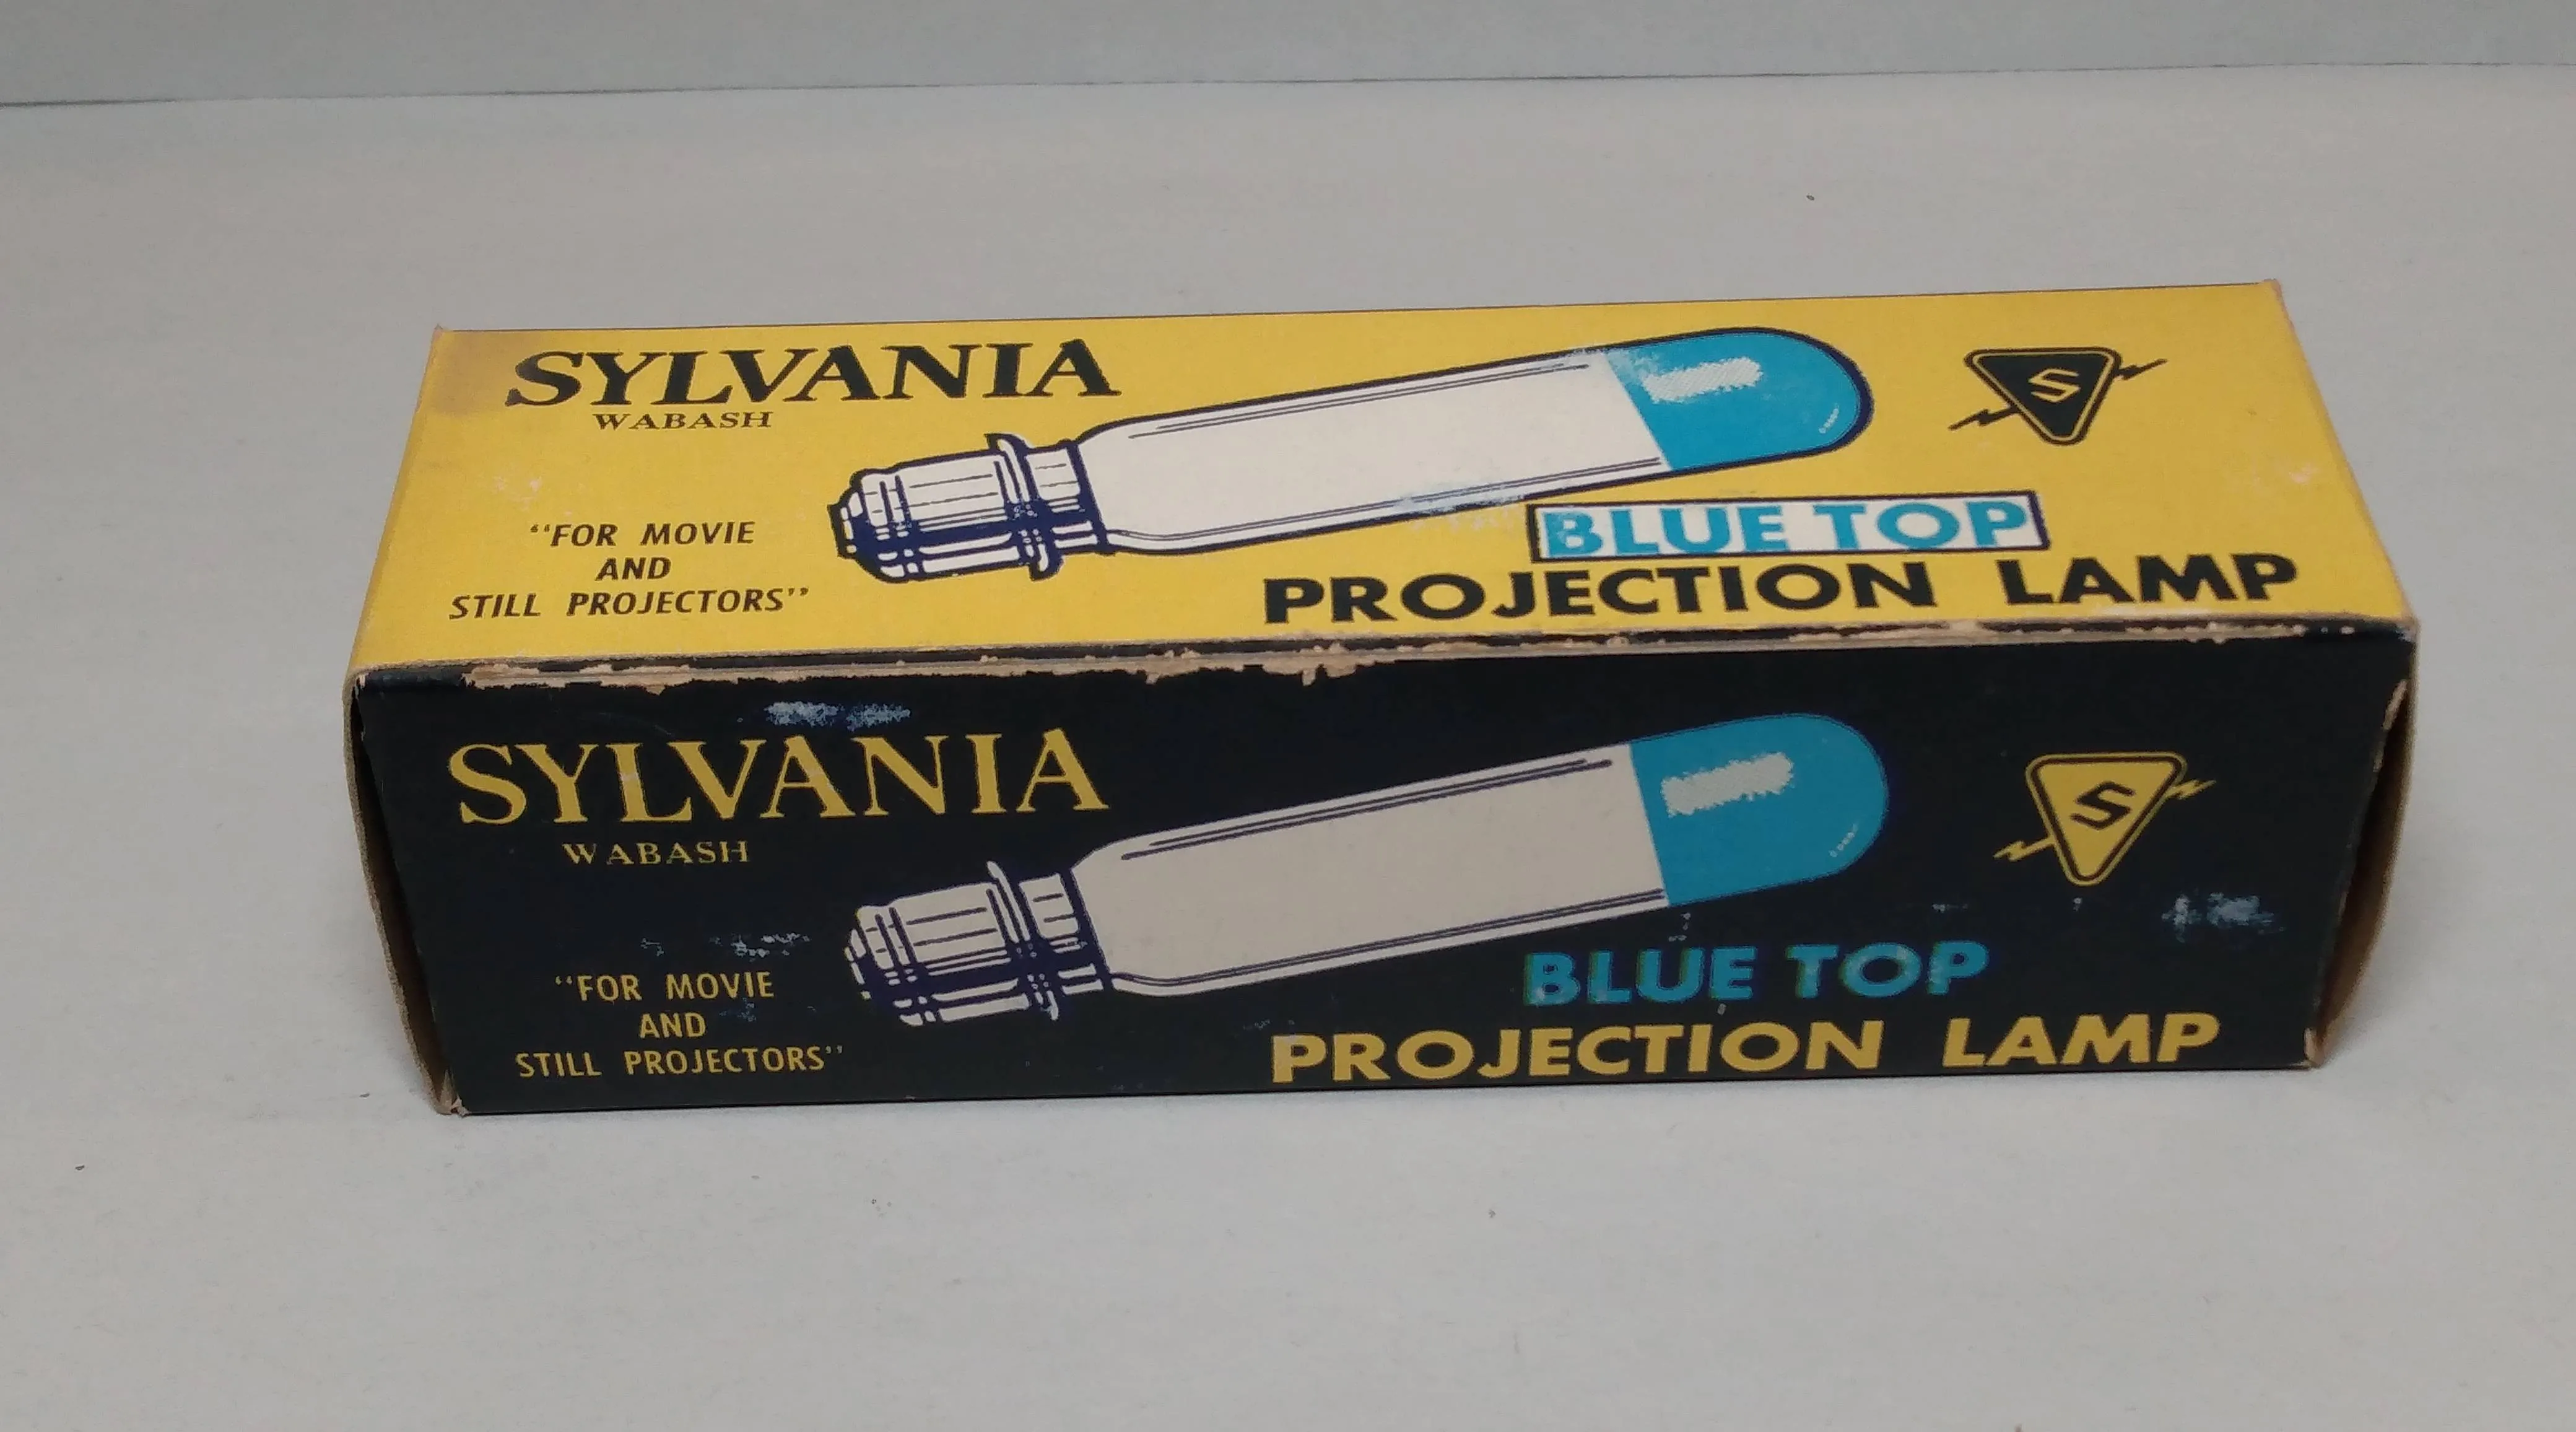 SYLVANIA
WABASH
S
"FOR MOVIE
AND
STILL PROJECTORS"
BLUE TOP
PROJECTION LAMP
SYLVANIA
WABASH
S
"FOR MOVIE
AND
STILL PROJECTORS"
BLUE TOP
PROJECTION LAMP